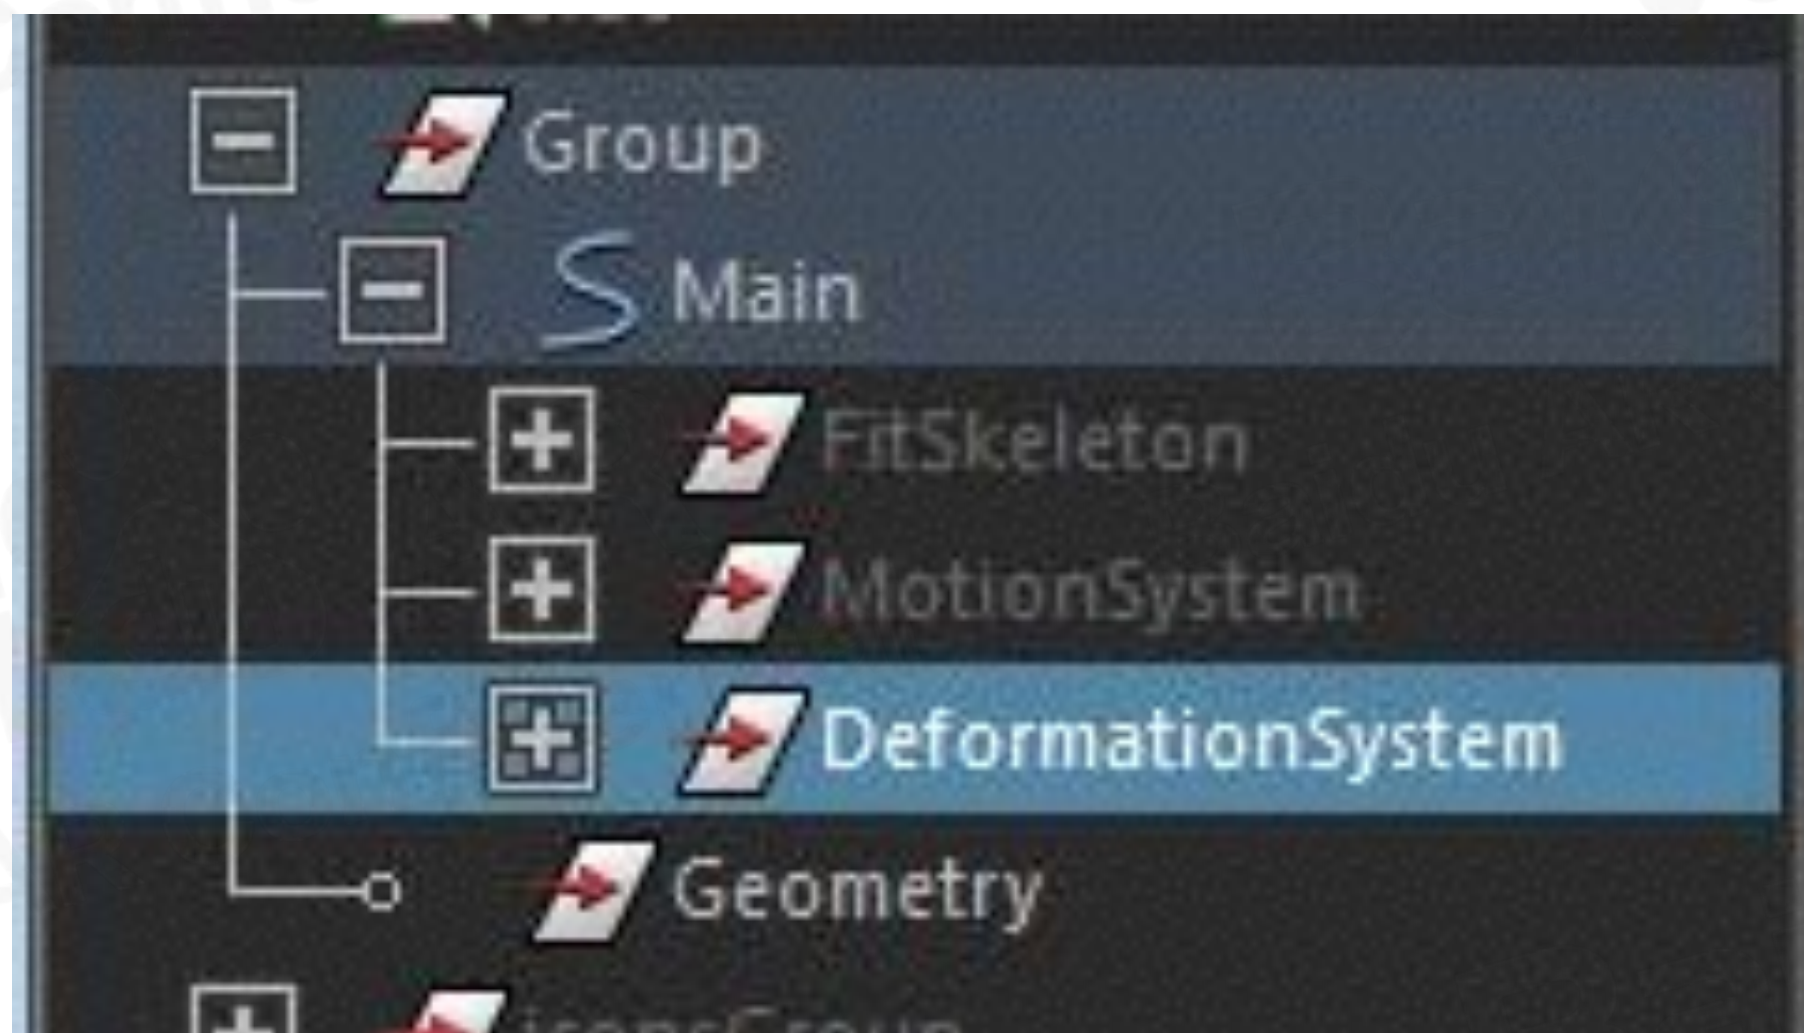 Group
Main
FitSkeleton
MotionSystem
DeformationSystem
Geometry